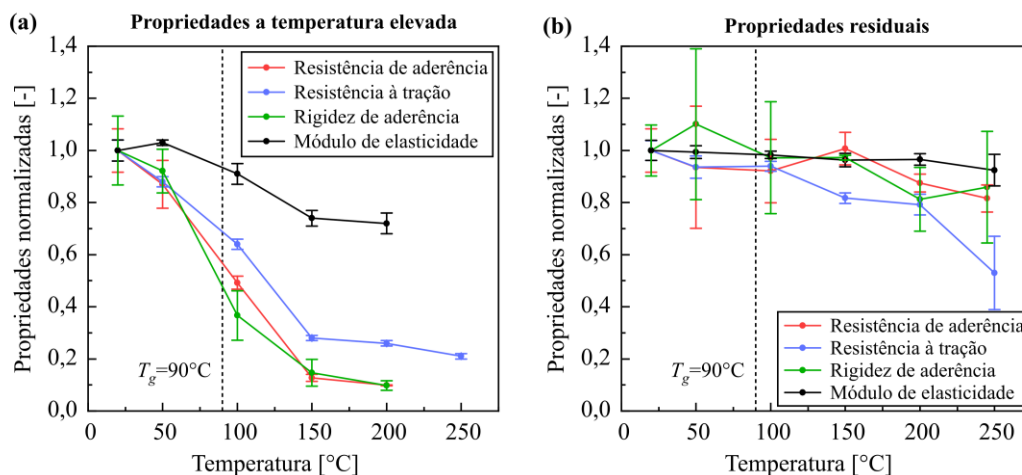 (a)
Propriedades a temperatura elevada
Propriedades normalizadas [-]
1,4
1,2
1,0
0,8
0,6
0,4
0,2
0,0
Resistência de aderência
Resistência à tração
Rigidez de aderência
Módulo de elasticidade
T_g=90°C
0 50 100 150 200 250
Temperatura [°C]
(b)
Propriedades residuais
Propriedades normalizadas [-]
1,4
1,2
1,0
0,8
0,6
0,4
0,2
0,0
T_g=90°C
Resistência de aderência
Resistência à tração
Rigidez de aderência
Módulo de elasticidade
0 50 100 150 200 250
Temperatura [°C]